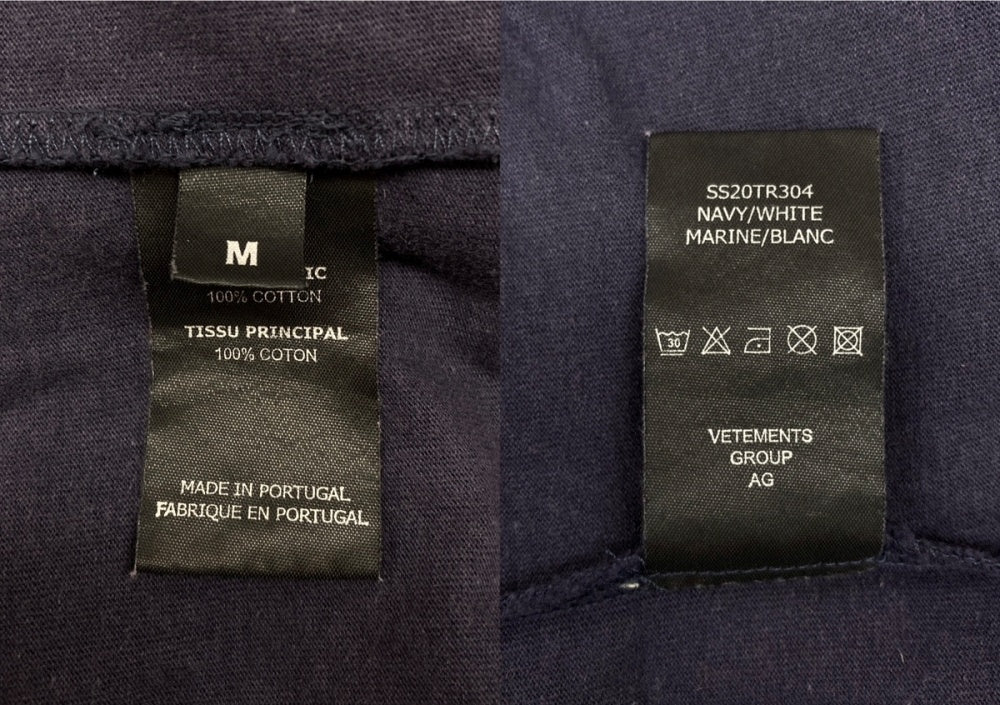 M
IC
100% COTTON
TISSU PRINCIPAL
100% COTON
MADE IN PORTUGAL
FABRIQUE EN PORTUGAL
SS20TR304
NAVY/WHITE
MARINE/BLANC
30
VETEMENTS
GROUP
AG